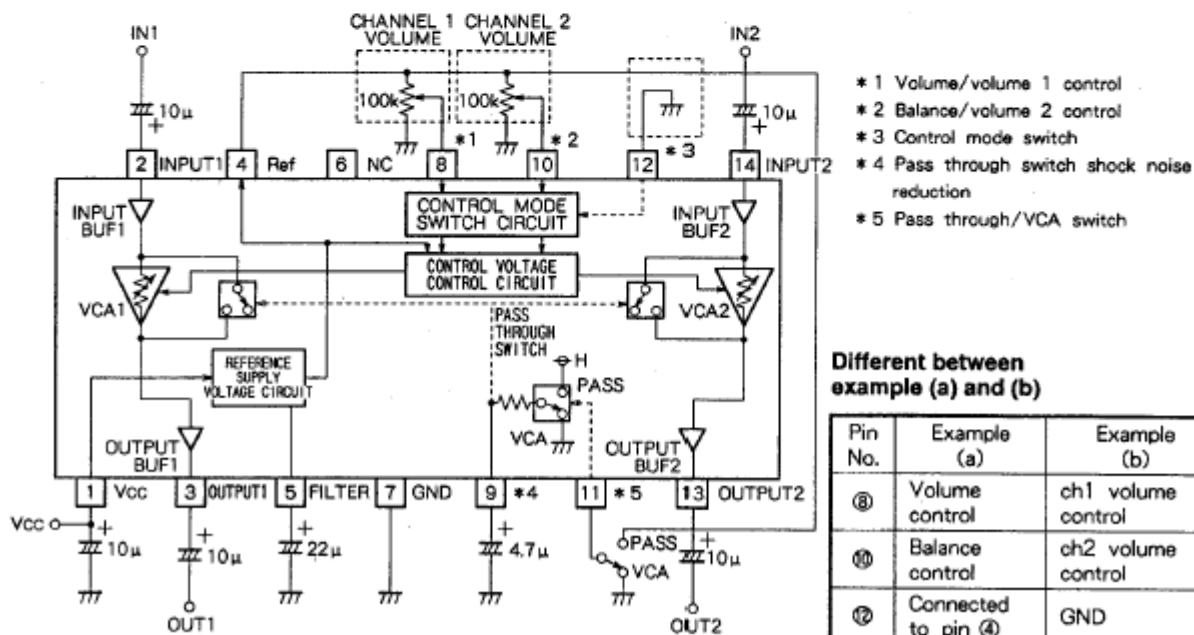 CHANNEL 1
VOLUME
CHANNEL 2
VOLUME
IN1
IN2
100k
100k
10μ
+
10μ
+
*1
*2
*3
2
INPUT1
4
Ref
6
NC
8
10
12
14
INPUT2
INPUT
BUF1
CONTROL MODE
SWITCH CIRCUIT
INPUT
BUF2
CONTROL VOLTAGE
CONTROL CIRCUIT
VCA1
VCA2
PASS
THROUGH
SWITCH
REFERENCE
SUPPLY
VOLTAGE CIRCUIT
H
PASS
VCA
OUTPUT
BUF1
OUTPUT
BUF2
1
Vcc
3
OUTPUT1
5
FILTER
7
GND
9
*4
11
*5
13
OUTPUT2
Vcc
+
10μ
+
10μ
+
22μ
+
4.7μ
PASS
VCA
+
10μ
OUT1
OUT2
*1 Volume/volume 1 control
*2 Balance/volume 2 control
*3 Control mode switch
*4 Pass through switch shock noise
reduction
*5 Pass through/VCA switch
Different between
example (a) and (b)
Pin
No.
Example
(a)
Example
(b)
⑧
Volume
control
ch1 volume
control
⑩
Balance
control
ch2 volume
control
⑫
Connected
to pin ④
GND